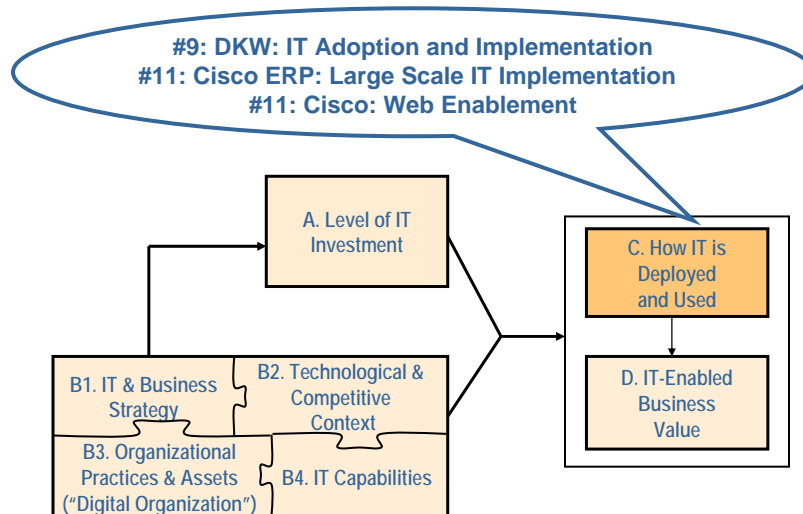 #9: DKW: IT Adoption and Implementation
#11: Cisco ERP: Large Scale IT Implementation
#11: Cisco: Web Enablement
A. Level of IT
Investment
C. How IT is
Deployed
and Used
B1. IT & Business
Strategy
B2. Technological &
Competitive
Context
D. IT-Enabled
Business
Value
B3. Organizational
Practices & Assets
("Digital Organization")
B4. IT Capabilities